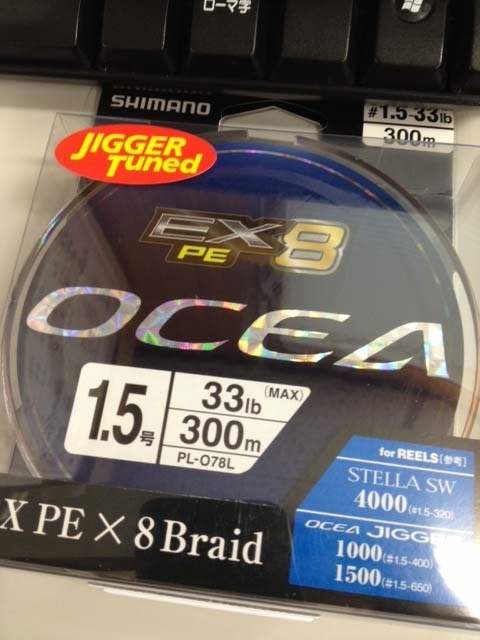 ローマ字
SHIMANO
#1.5-33lb
300m
JIGGER
Tuned
EX8
PE
OCEA
1.5号
33lb (MAX)
300m
PL-O78L
for REELS [参考]
STELLA SW
4000 (#1.5-320)
OCEA JIGGE
1000 (#1.5-400)
1500 (#1.5-650)
X PE × 8 Braid